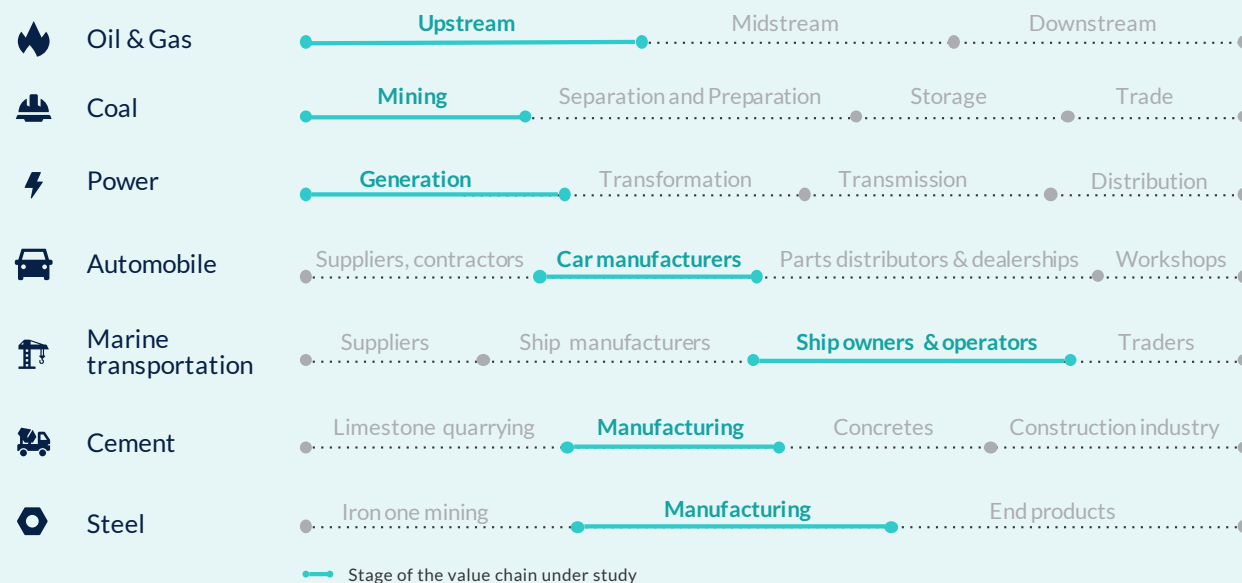 Oil & Gas Upstream Midstream Downstream
Coal Mining Separation and Preparation Storage Trade
Power Generation Transformation Transmission Distribution
Automobile Suppliers, contractors Car manufacturers Parts distributors & dealerships Workshops
Marine
transportation Suppliers Ship manufacturers Ship owners & operators Traders
Cement Limestone quarrying Manufacturing Concretes Construction industry
Steel Iron one mining Manufacturing End products
Stage of the value chain under study